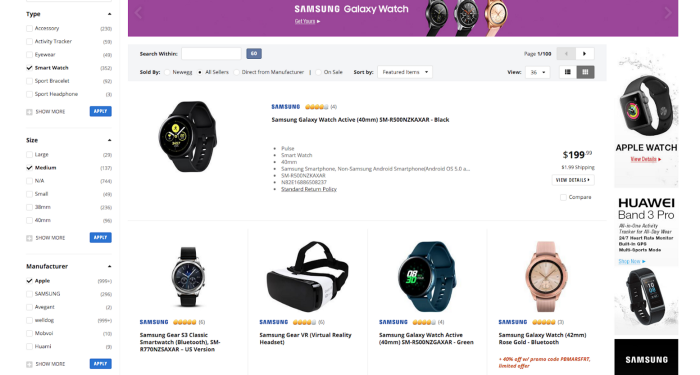 SAMSUNG Galaxy Watch
Get Yours ▸
Type
Accessory (230)
Activity Tracker (59)
Eyewear (49)
Smart Watch (352)
Sport Bracelet (92)
Sport Headphone (3)
SHOW MORE APPLY
Size
Large (29)
Medium (137)
N/A (744)
Small (49)
38mm (236)
40mm (96)
SHOW MORE APPLY
Manufacturer
Apple (999+)
SAMSUNG (298)
Avegant (2)
welldog (999+)
Mobvoi (10)
Huami (9)
SHOW MORE APPLY
Search Within: GO Page 1/100
Sold By: Newegg All Sellers Direct from Manufacturer | On Sale Sort by: Featured Items View: 36
SAMSUNG (4)
Samsung Galaxy Watch Active (40mm) SM-R500NZKAXAR - Black
Pulse
Smart Watch
40mm
Samsung Smartphone, Non-Samsung Android Smartphone(Android OS 5.0 a...
SM-R500NZKAXAR
N82E16886508237
Standard Return Policy
$199.99
$1.99 Shipping
VIEW DETAILS
Compare
SAMSUNG (6)
Samsung Gear S3 Classic
Smartwatch (Bluetooth), SM-
R770NZSAXAR – US Version
SAMSUNG (6)
Samsung Gear VR (Virtual Reality
Headset)
SAMSUNG (4)
Samsung Galaxy Watch Active
(40mm) SM-R500NZGAXAR - Green
SAMSUNG (3)
Samsung Galaxy Watch (42mm)
Rose Gold - Bluetooth
+ 40% off w/ promo code PBMARSFRT,
limited offer
APPLE WATCH
View Details ▸
HUAWEI
Band 3 Pro
All-in-One Activity
Tracker for All-Day Wear
24/7 Heart Rate Monitor
Built-in GPS
Multi-Sports Mode
Shop Now ▸
SAMSUNG